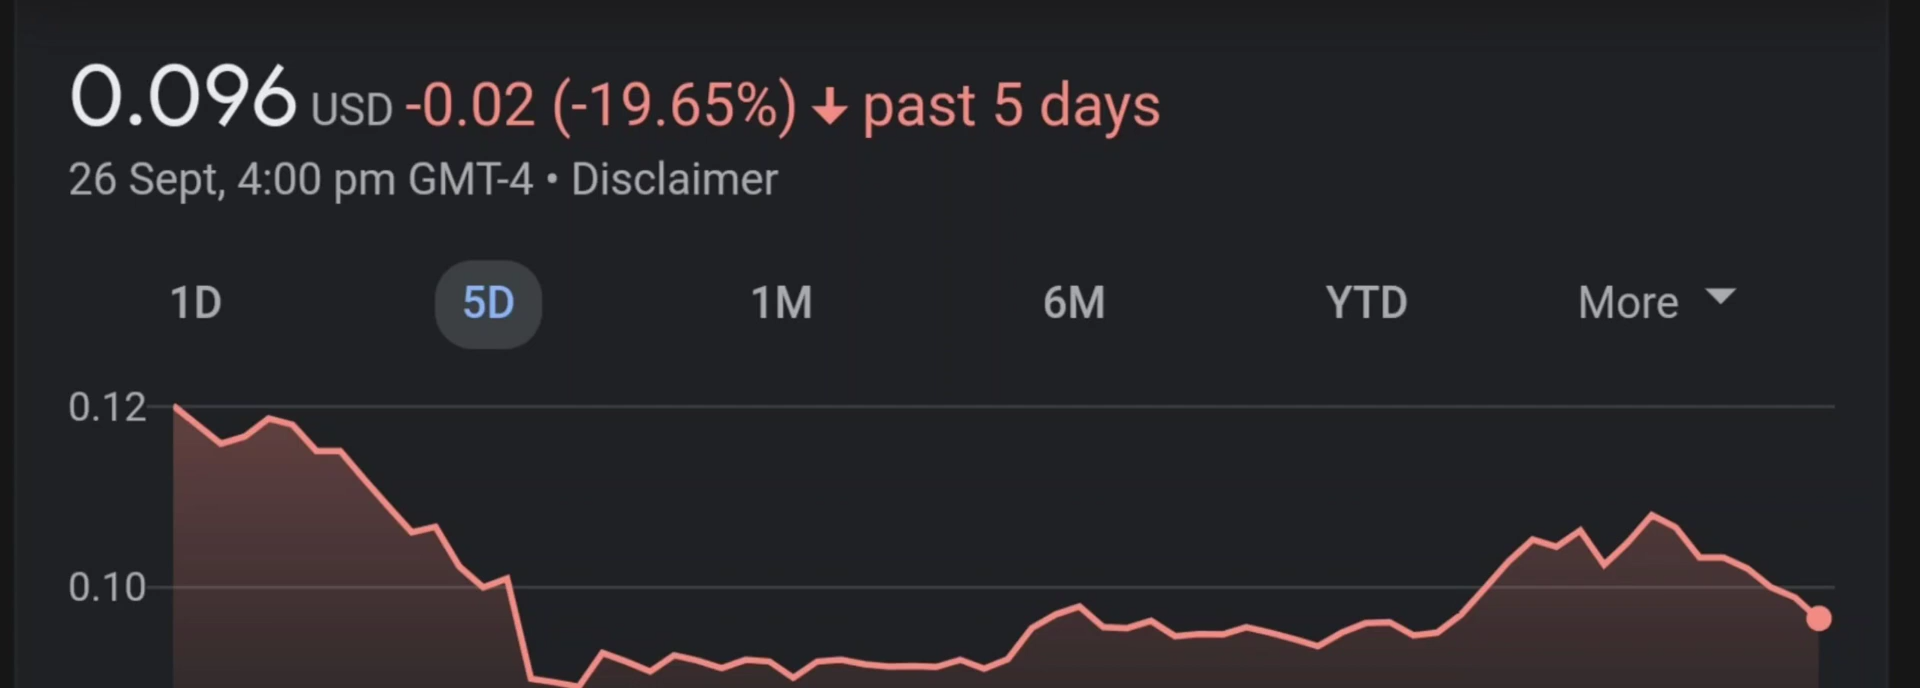 0.096 USD -0.02 (-19.65%) ↓ past 5 days
26 Sept, 4:00 pm GMT-4 • Disclaimer
1D 5D 1M 6M YTD More
0.12
0.10